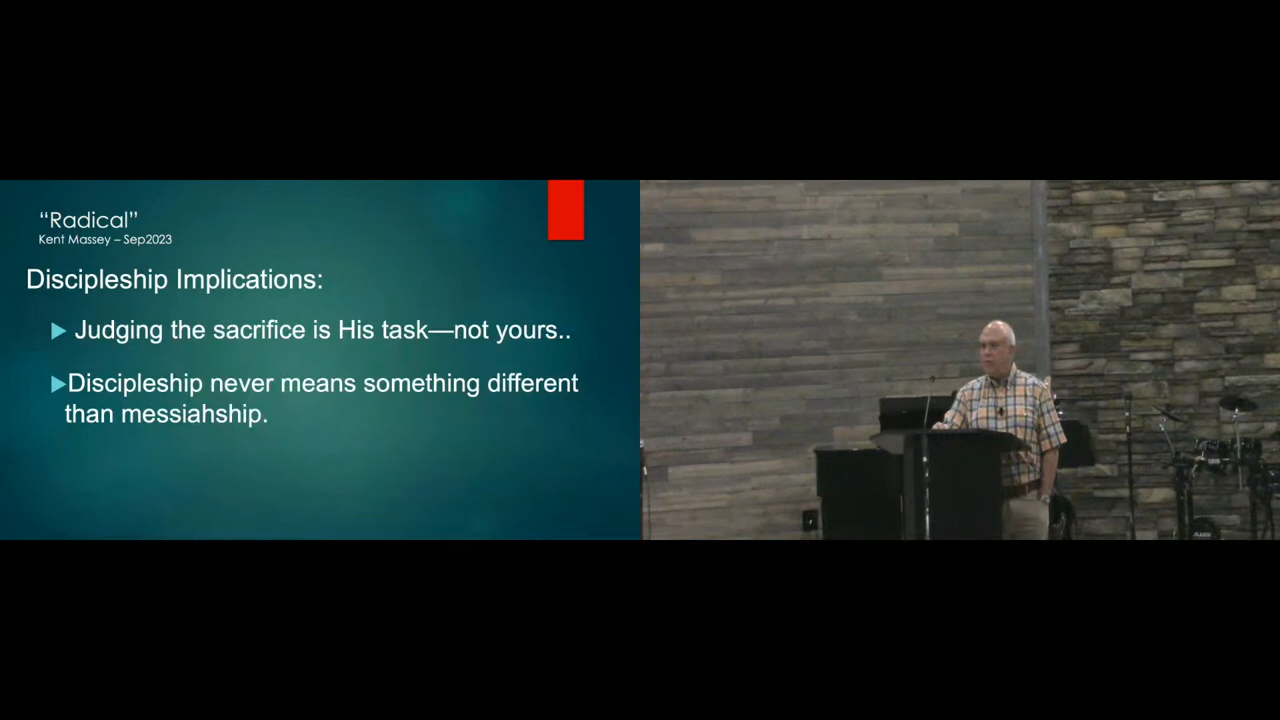 “Radical”
Kent Massey – Sep2023
Discipleship Implications:
Judging the sacrifice is His task—not yours..
Discipleship never means something different
than messiahship.
ALESIS